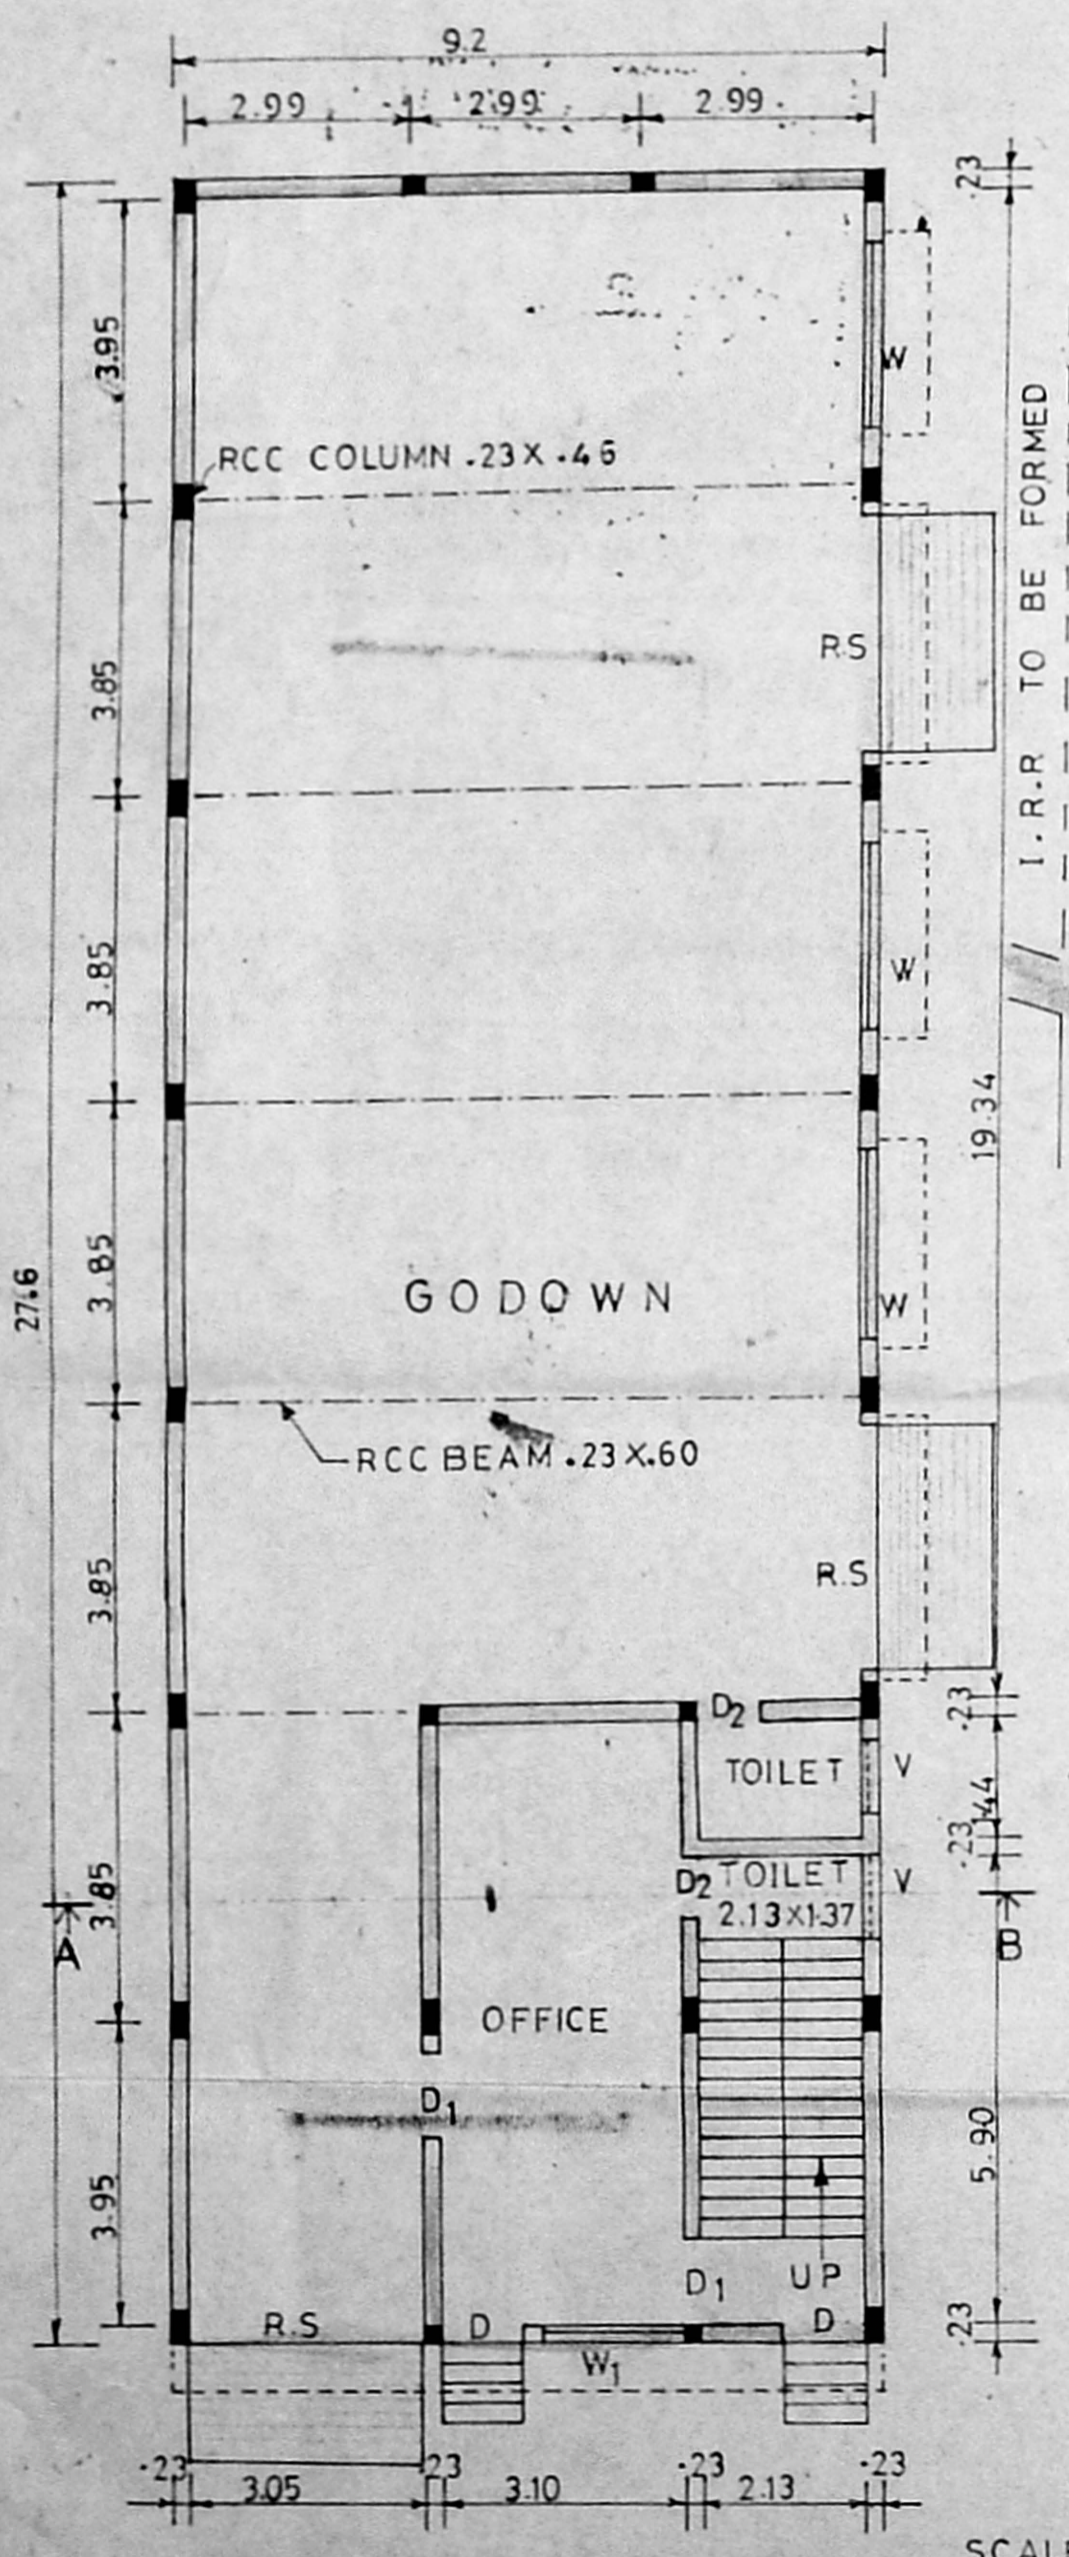 9.2
2.99 2.99 2.99
.23
3.95
W
RCC COLUMN .23 X .46
I.R.R TO BE FORMED
3.85
R.S
3.85
W
19.34
3.85
27.6
GODOWN
W
RCC BEAM .23 X .60
3.85
R.S
D2
.23
TOILET
V
1.44
.23
D2 TOILET
V
2.13 X 1.37
3.85
A
B
OFFICE
D1
5.90
3.95
D1
UP
R.S
D
D
.23
W1
.23 3.05 .23 3.10 .23 2.13 .23